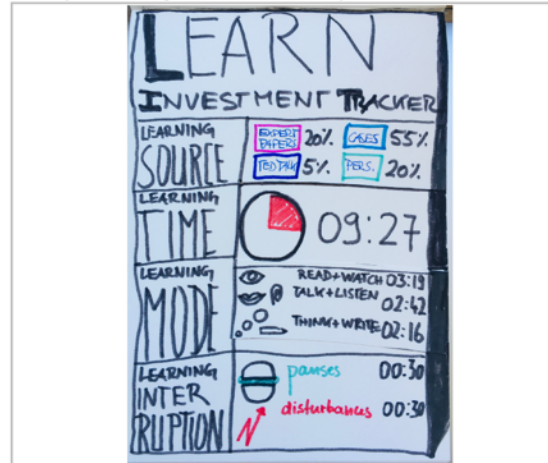 LEARN
INVESTMENT TRACKER
LEARNING
SOURCE
EXPERT
EXPERT
20%
CASES
55%
TED TALK
5%
PERS.
20%
LEARNING
TIME
09:27
LEARNING
MODE
READ+WATCH 03:19
TALK+LISTEN
02:42
THINK+WRITE 02:16
LEARNING
INTER
RUPTION
pauses 00:30
disturbances 00:30